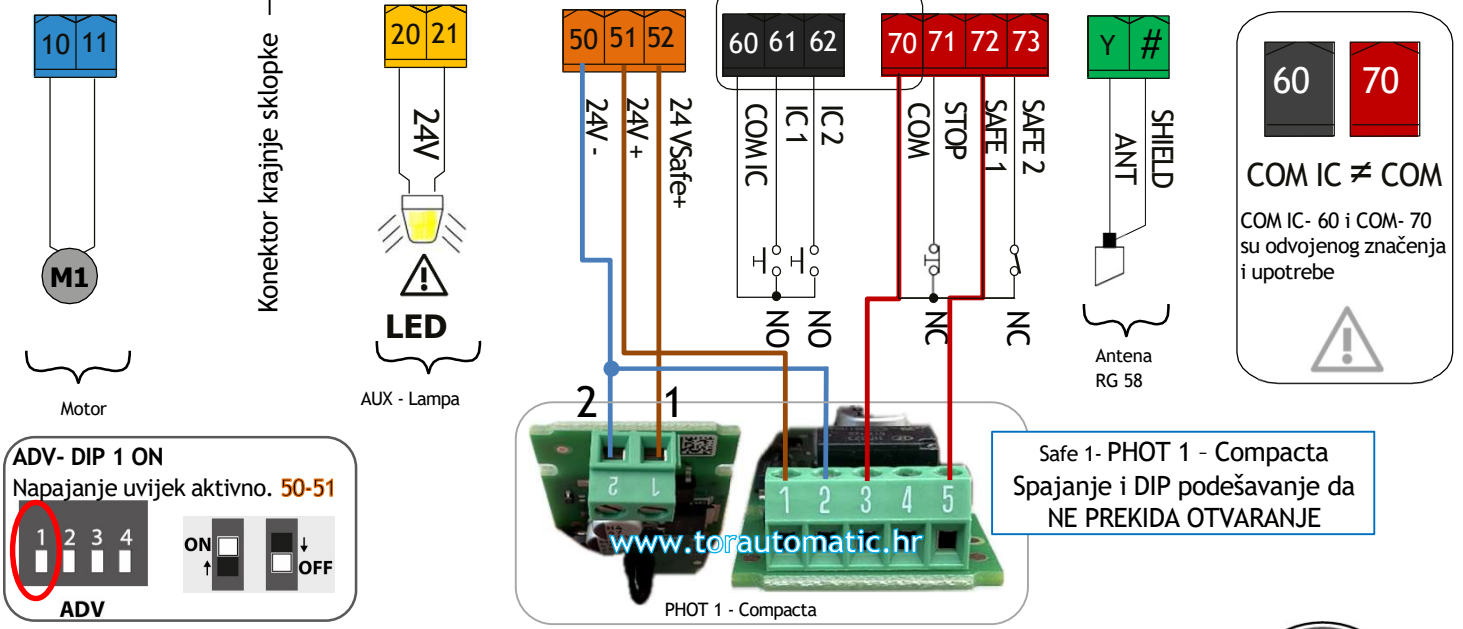 10 11
Motor
M1
Konektor krajnje sklopke
20 21
24V
LED
AUX - Lampa
50 51 52
24V -
24V +
24 VSafe+
60 61 62
COM IC
IC 1
IC 2
NO
NO
70 71 72 73
COM
STOP
SAFE 1
SAFE 2
NC
NC
Y #
ANT
SHIELD
Antena
RG 58
60 70
COM IC ≠ COM
COM IC- 60 i COM- 70
su odvojenog značenja
i upotrebe
ADV- DIP 1 ON
Napajanje uvijek aktivno. 50-51
1 2 3 4
ON
OFF
ADV
2 1
2 1
1 2 3 4 5
www.torautomatic.hr
PHOT 1 - Compacta
Safe 1- PHOT 1 - Compacta
Spajanje i DIP podešavanje da
NE PREKIDA OTVARANJE